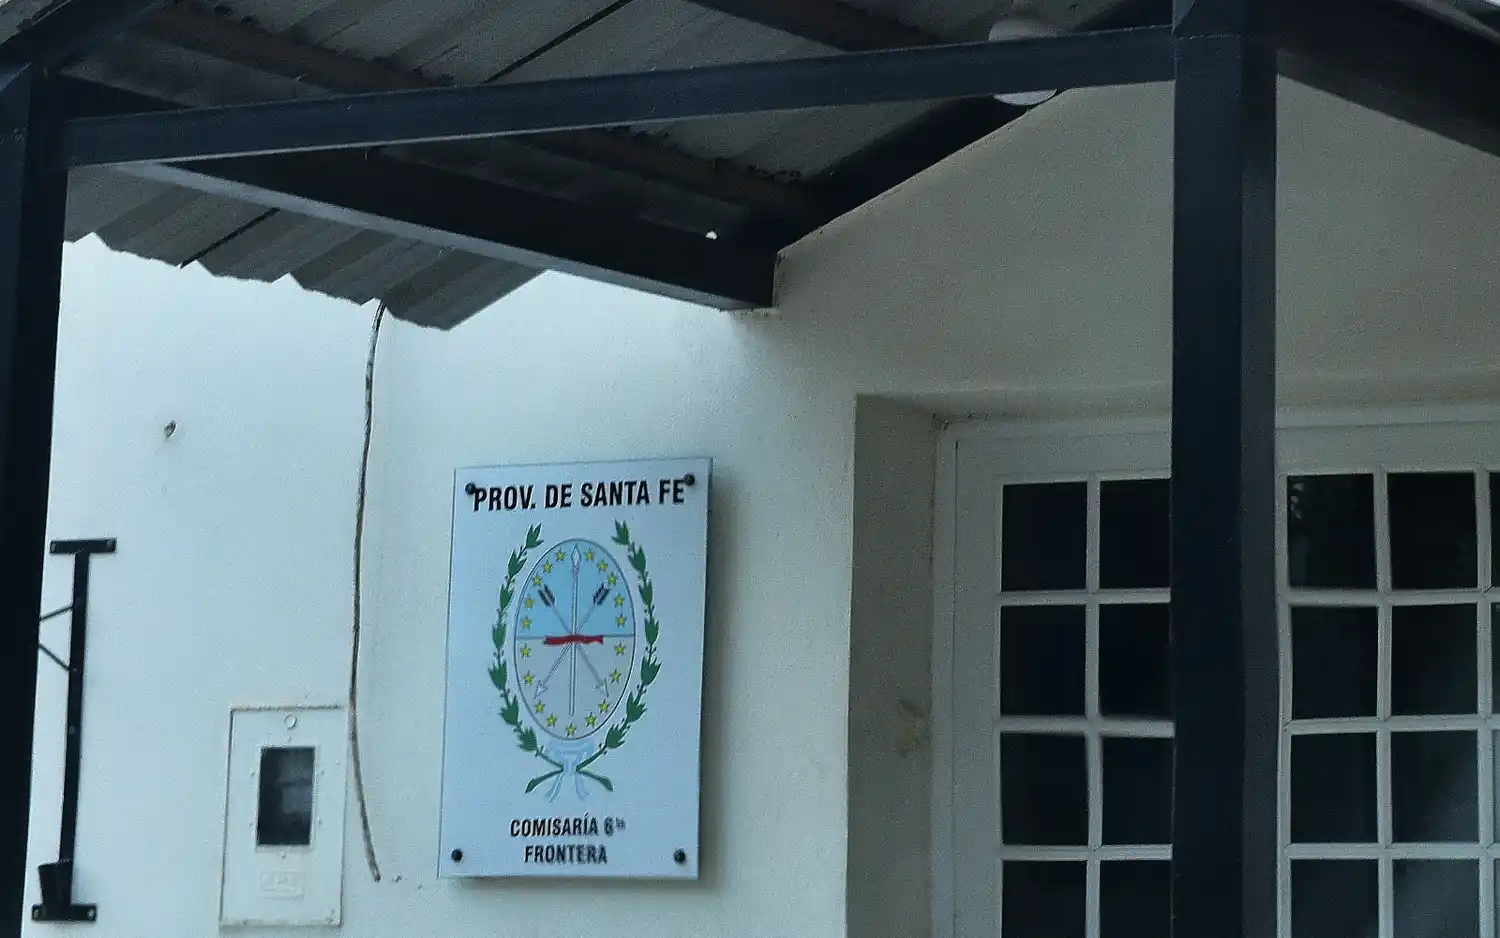 PROV. DE SANTA FE
COMISARÍA 6ta
FRONTERA